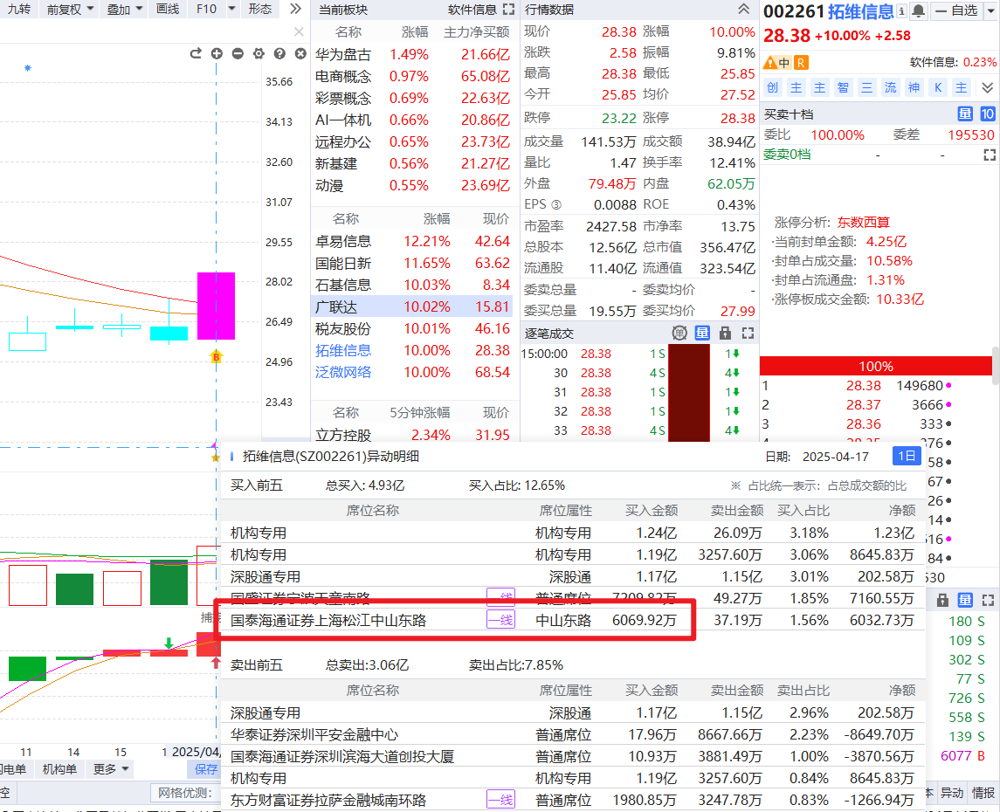 九转 前复权 叠加 画线 F10 形态
35.66
34.13
32.60
31.07
29.55
28.02
26.49
24.96
23.43
B
捕
11 14 15 1 2025/04/
闪电单 机构单 更多 保存
控 网格优测:
当前板块 软件信息
名称 涨幅 主力净买额
华为盘古 1.49% 21.66亿
电商概念 0.97% 65.08亿
彩票概念 0.69% 22.63亿
AI一体机 0.66% 20.86亿
远程办公 0.65% 23.73亿
新基建 0.56% 21.27亿
动漫 0.55% 23.69亿
名称 涨幅 现价
卓易信息 12.21% 42.64
国能日新 11.65% 63.62
石基信息 10.03% 8.34
广联达 10.02% 15.81
税友股份 10.01% 46.16
拓维信息 10.00% 28.38
泛微网络 10.00% 68.54
名称 5分钟涨幅 现价
立方控股 2.34% 31.95
行情数据
现价 28.38 涨幅 10.00%
涨跌 2.58 振幅 9.81%
最高 28.38 最低 25.85
今开 25.85 均价 27.52
跌停 23.22 涨停 28.38
成交量 141.53万 成交额 38.94亿
量比 1.47 换手率 12.41%
外盘 79.48万 内盘 62.05万
EPS ③ 0.0088 ROE 0.43%
市盈率 2427.58 市净率 13.75
总股本 12.56亿 总市值 356.47亿
流通股 11.40亿 流通值 323.54亿
委卖总量 - 委卖均价 -
委买总量 19.55万 委买均价 27.99
逐笔成交 单 量
15:00:00 28.38 1 S 1
30 28.38 4 S 4
31 28.38 1 S 1
32 28.38 1 S 1
33 28.38 4 S 4
002261 拓维信息 自选
28.38 +10.00% +2.58
中 R 软件信息: 0.23%
创 主 主 智 三 流 神 K 主
买卖十档 量 10
委比 100.00% 委差 195530
委卖0档 - -
涨停分析: 东数西算
·当前封单金额: 4.25亿
·封单占成交量: 10.58%
·封单占流通盘: 1.31%
·涨停板成交金额: 10.33亿
100%
1 28.38 149680
2 28.37 3666
3 28.36 333
量
180 S
109 S
302 S
77 S
726 S
558 S
139 S
6077 B
本 异动 情报
拓维信息(SZ002261)异动明细 日期: 2025-04-17 1日
买入前五 总买入: 4.93亿 买入占比: 12.65% ※ 占比统一表示: 占总成交额的比
席位名称 席位属性 买入金额 卖出金额 买入占比 净额
机构专用 机构专用 1.24亿 26.09万 3.18% 1.23亿
机构专用 机构专用 1.19亿 3257.60万 3.06% 8645.83万
深股通专用 深股通 1.17亿 1.15亿 3.01% 202.58万
国盛证券宁波天童南路 一线 普通席位 7209.82万 49.27万 1.85% 7160.55万
国泰海通证券上海松江中山东路 一线 中山东路 6069.92万 37.19万 1.56% 6032.73万
卖出前五 总卖出:3.06亿 卖出占比:7.85%
席位名称 席位属性 买入金额 卖出金额 卖出占比 净额
深股通专用 深股通 1.17亿 1.15亿 2.96% 202.58万
华泰证券深圳平安金融中心 普通席位 17.96万 8667.66万 2.23% -8649.70万
国泰海通证券深圳滨海大道创投大厦 普通席位 10.93万 3881.49万 1.00% -3870.56万
机构专用 机构专用 1.19亿 3257.60万 0.84% 8645.83万
东方财富证券拉萨金融城南环路 一线 普通席位 1980.85万 3247.78万 0.83% -1266.94万